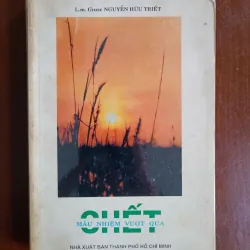 L.m. Giuse NGUYỄN HỮU TRIẾT
CHẾT
MẦU NHIỆM VƯỢT QUA
NHÀ XUẤT BẢN THÀNH PHỐ HỒ CHÍ MINH